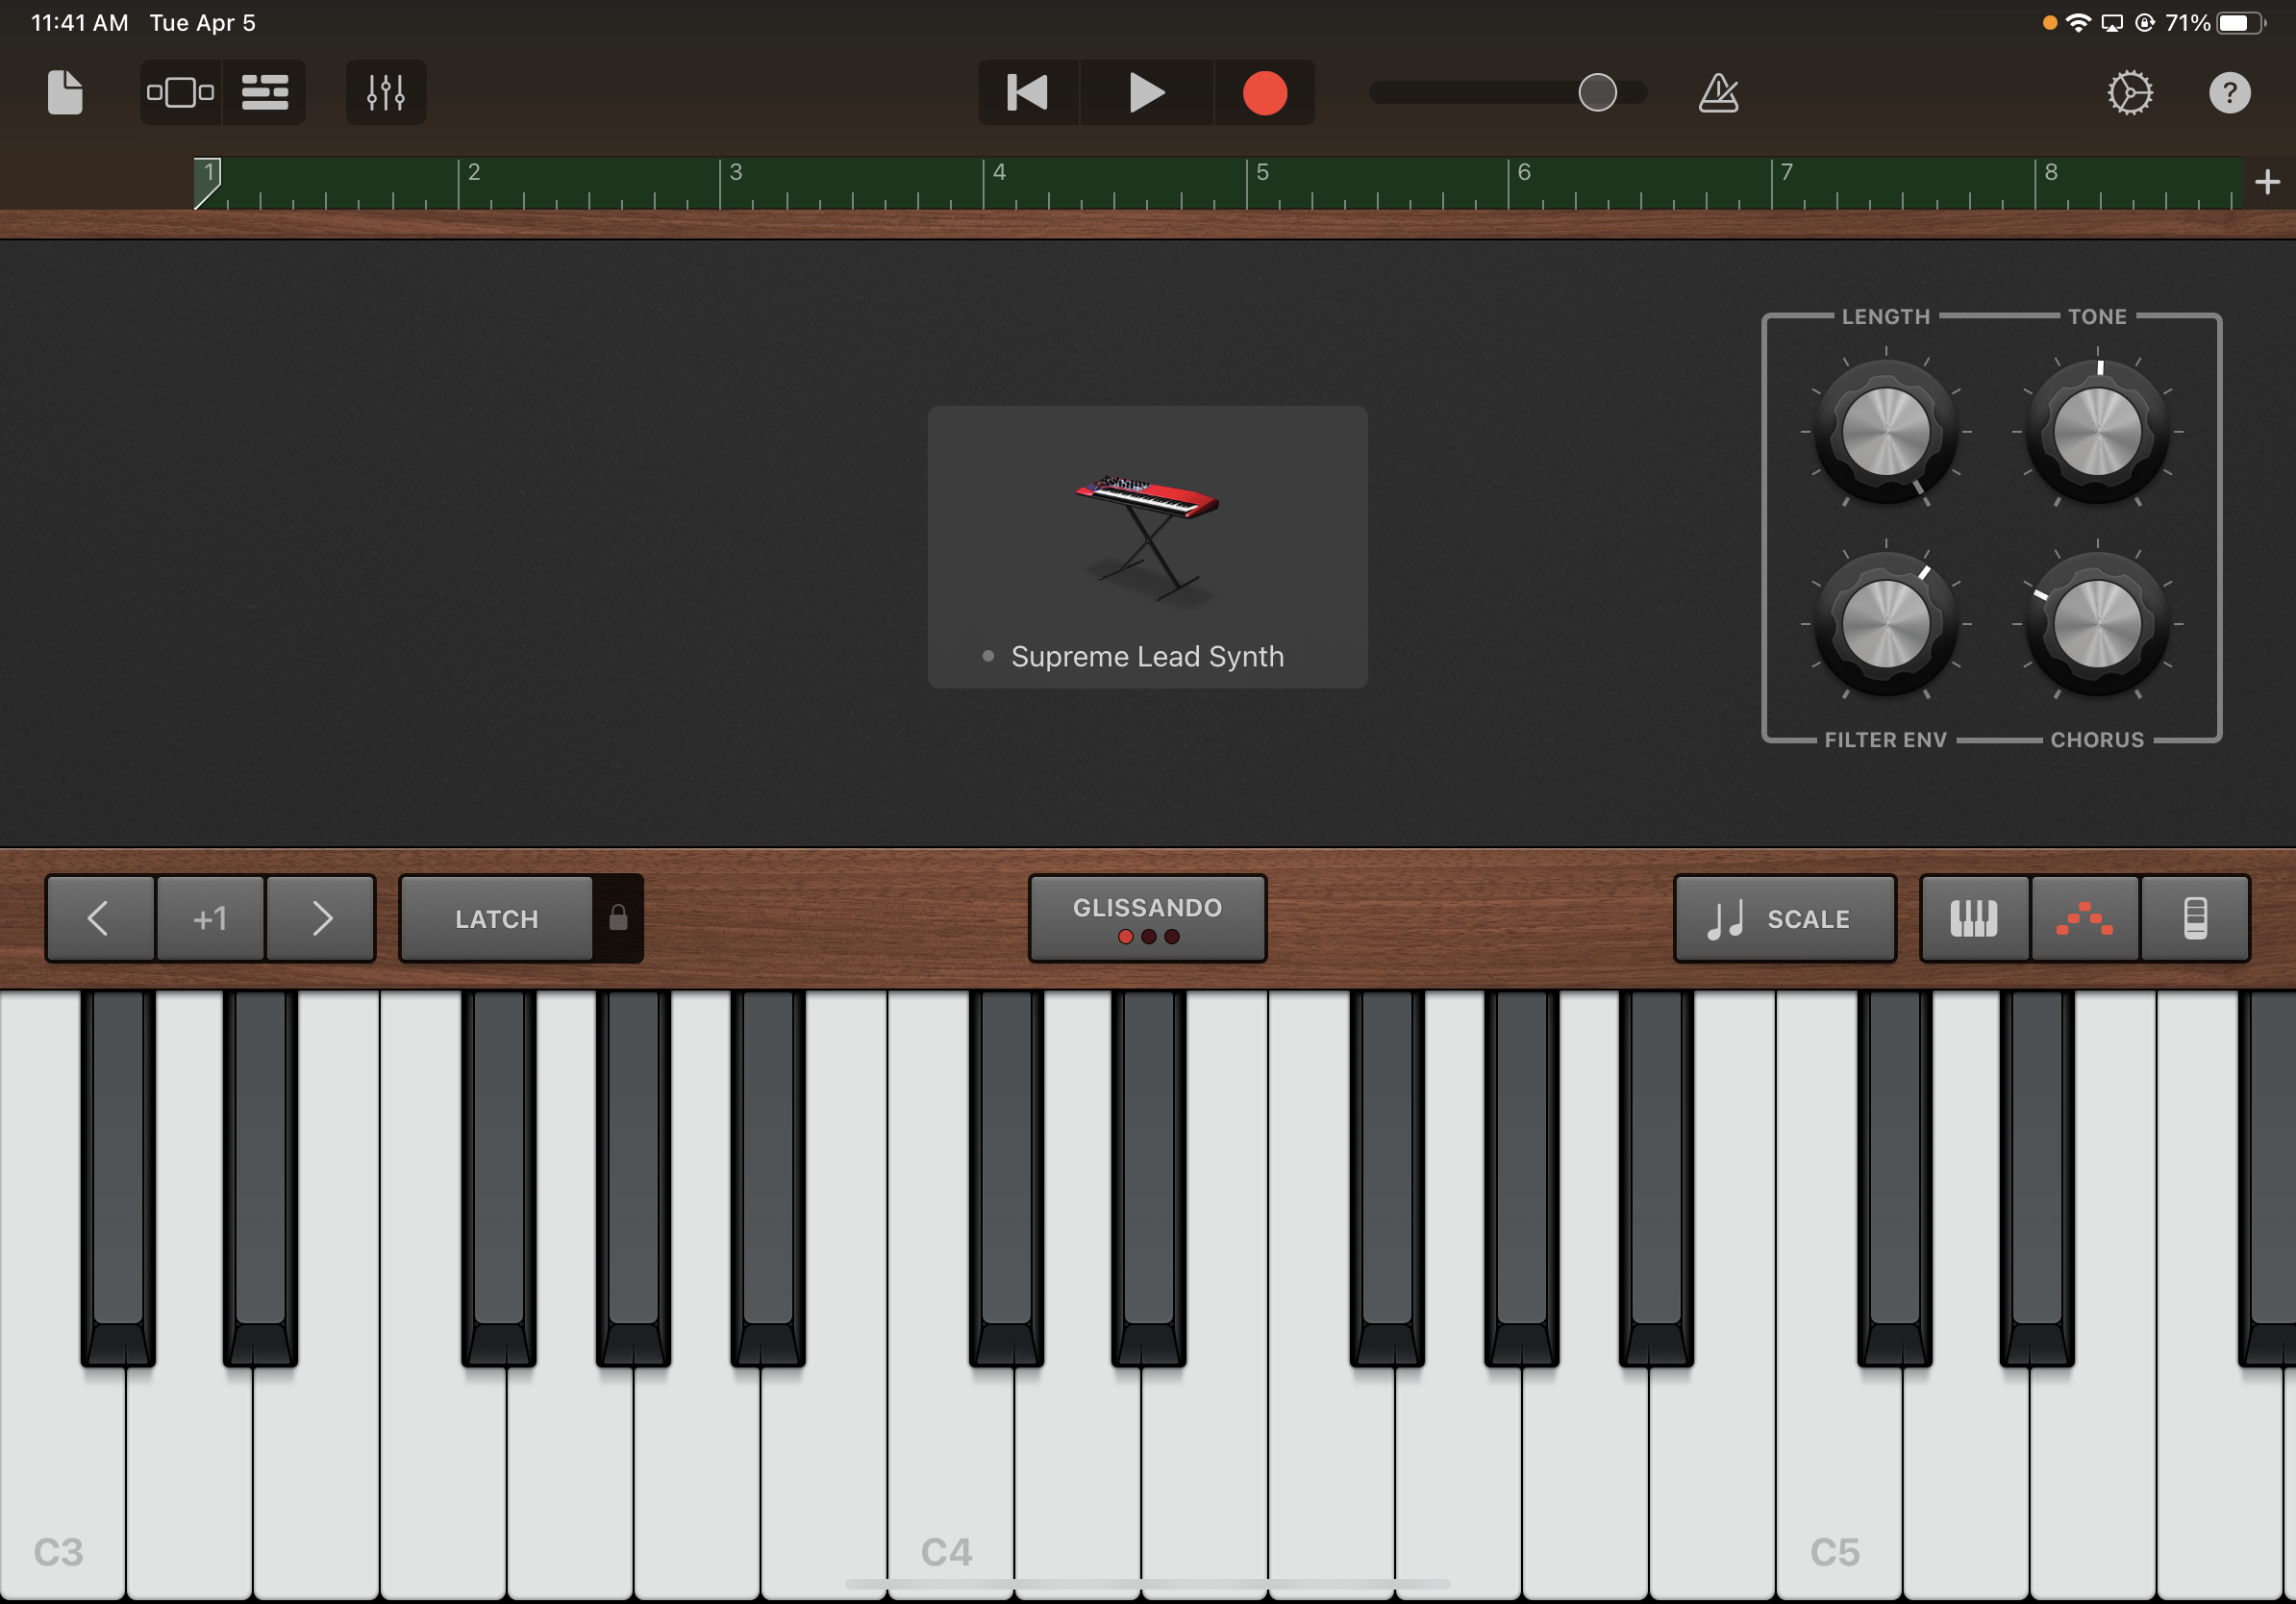 11:41 AM Tue Apr 5
71%
?
1 2 3 4 5 6 7 8 +
LENGTH TONE
Supreme Lead Synth
FILTER ENV CHORUS
+1 LATCH GLISSANDO SCALE
C3 C4 C5